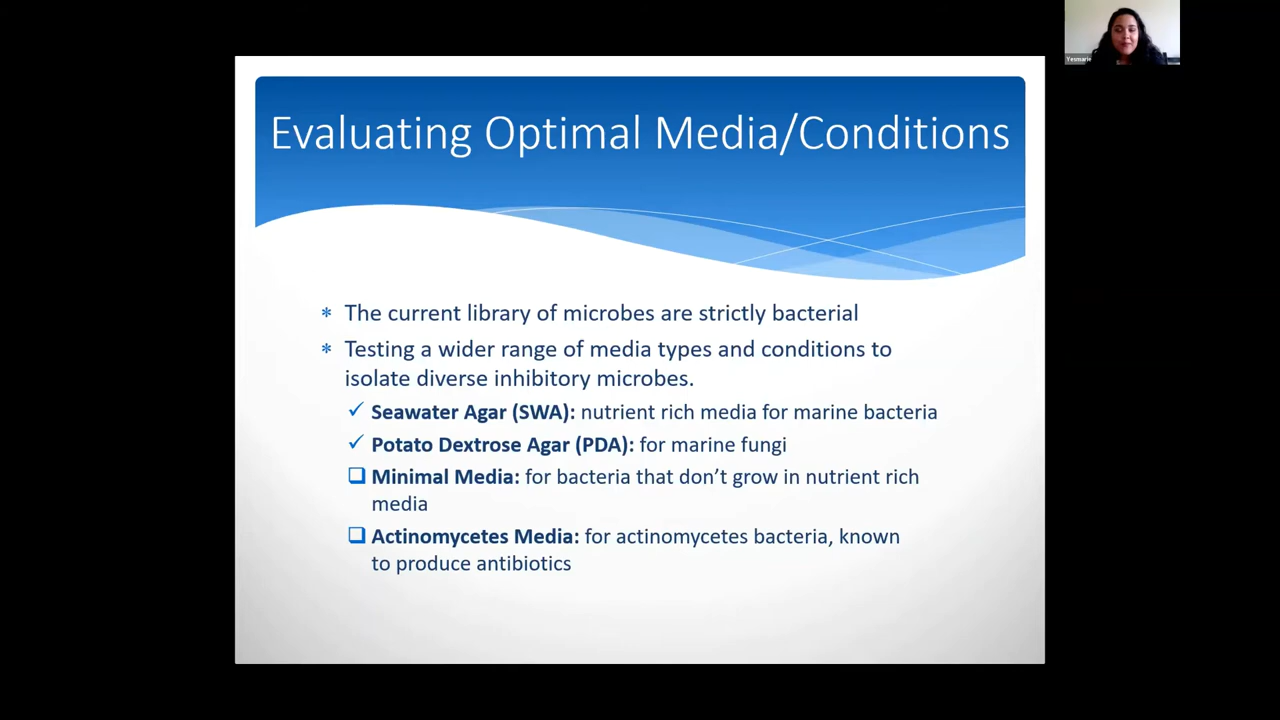 Yesmarie
Evaluating Optimal Media/Conditions
The current library of microbes are strictly bacterial
Testing a wider range of media types and conditions to
isolate diverse inhibitory microbes.
Seawater Agar (SWA): nutrient rich media for marine bacteria
Potato Dextrose Agar (PDA): for marine fungi
Minimal Media: for bacteria that don’t grow in nutrient rich
media
Actinomycetes Media: for actinomycetes bacteria, known
to produce antibiotics